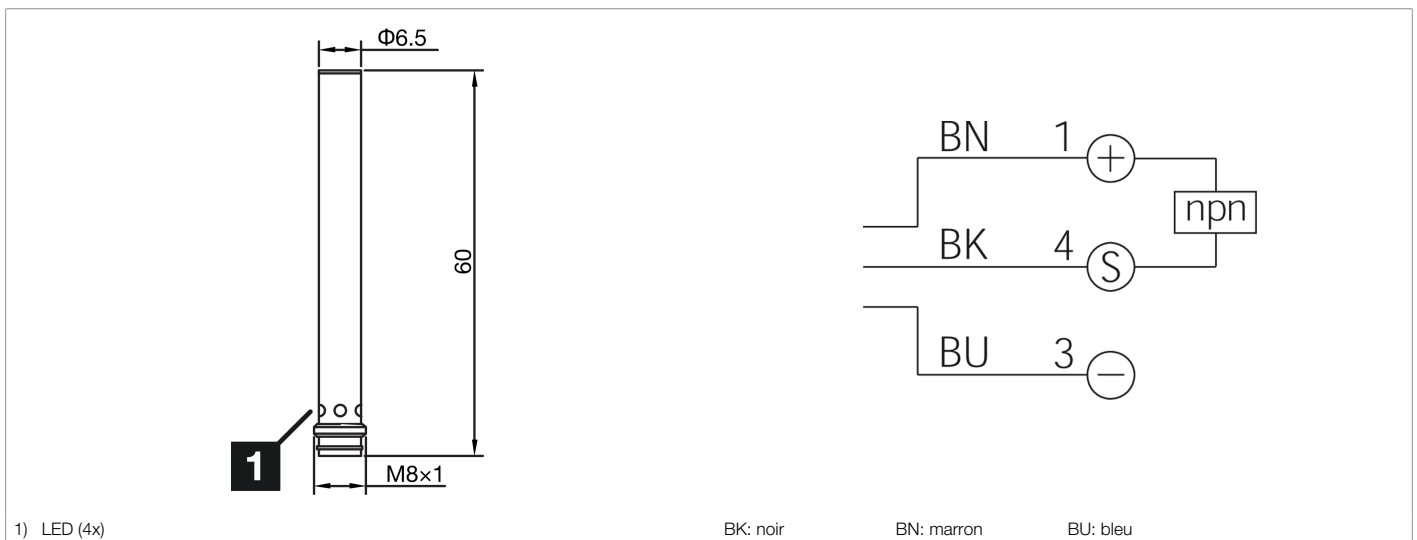 Φ6.5
60
1
M8×1
BN 1 +
npn
BK 4 S
BU 3 −
1) LED (4x)
BK: noir BN: marron BU: bleu